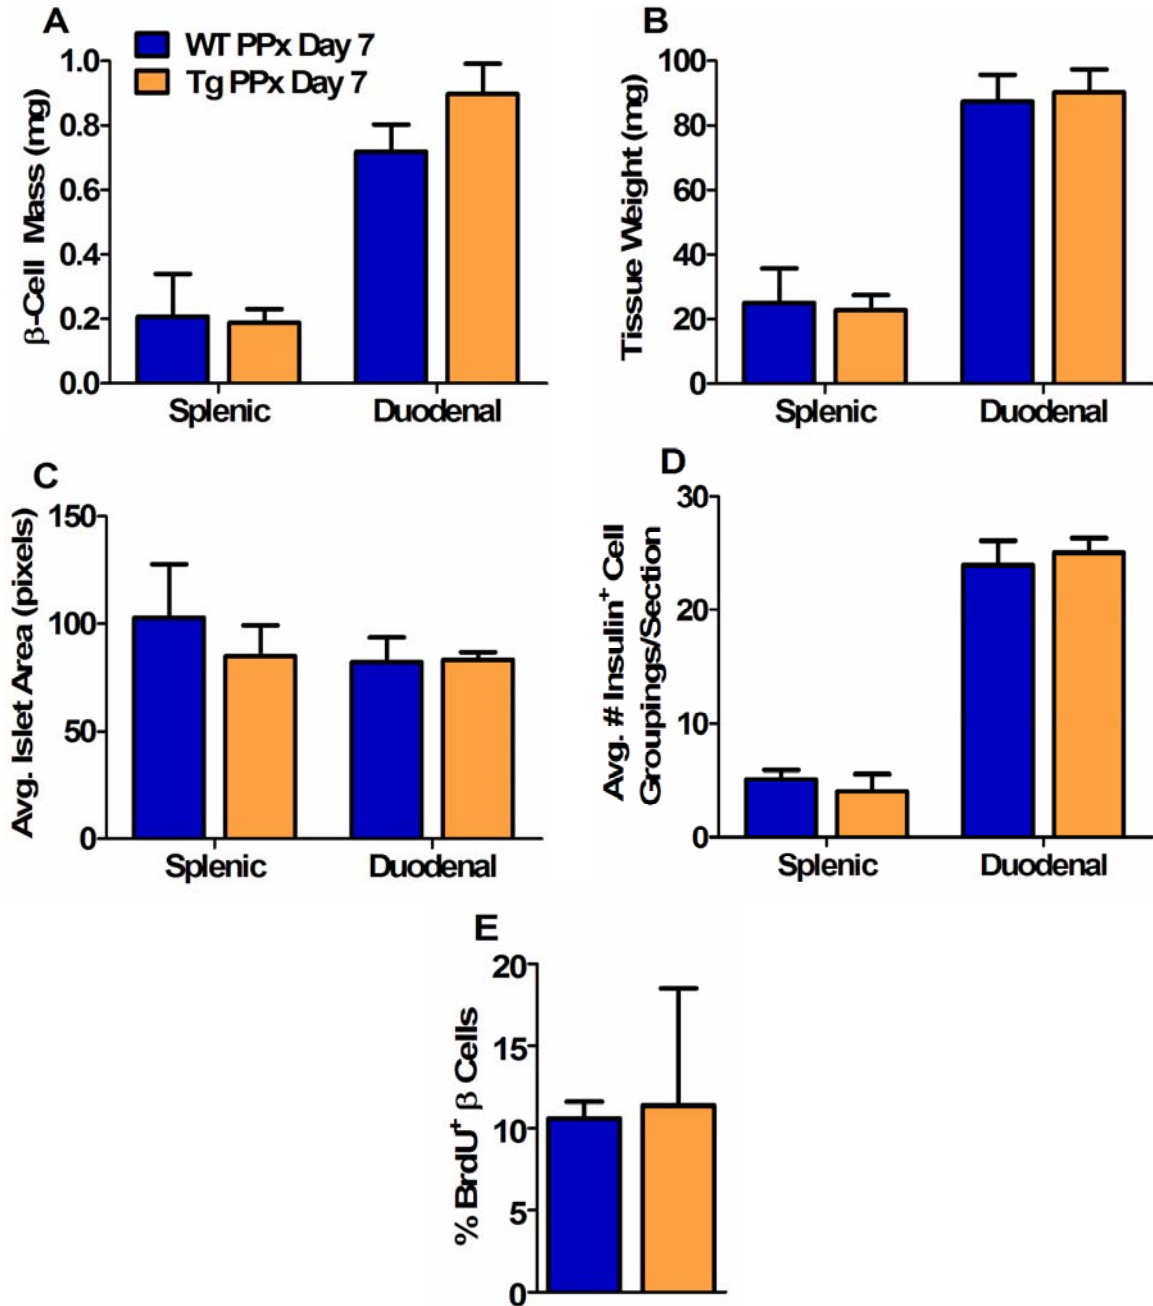 A
WT PPx Day 7
Tg PPx Day 7
β-Cell Mass (mg)
1.0
0.8
0.6
0.4
0.2
0.0
Splenic Duodenal
B
Tissue Weight (mg)
100
80
60
40
20
0
Splenic Duodenal
C
Avg. Islet Area (pixels)
150
100
50
0
Splenic Duodenal
D
Avg. # Insulin⁺ Cell
Groupings/Section
30
20
10
0
Splenic Duodenal
E
% BrdU⁺ β Cells
20
15
10
5
0